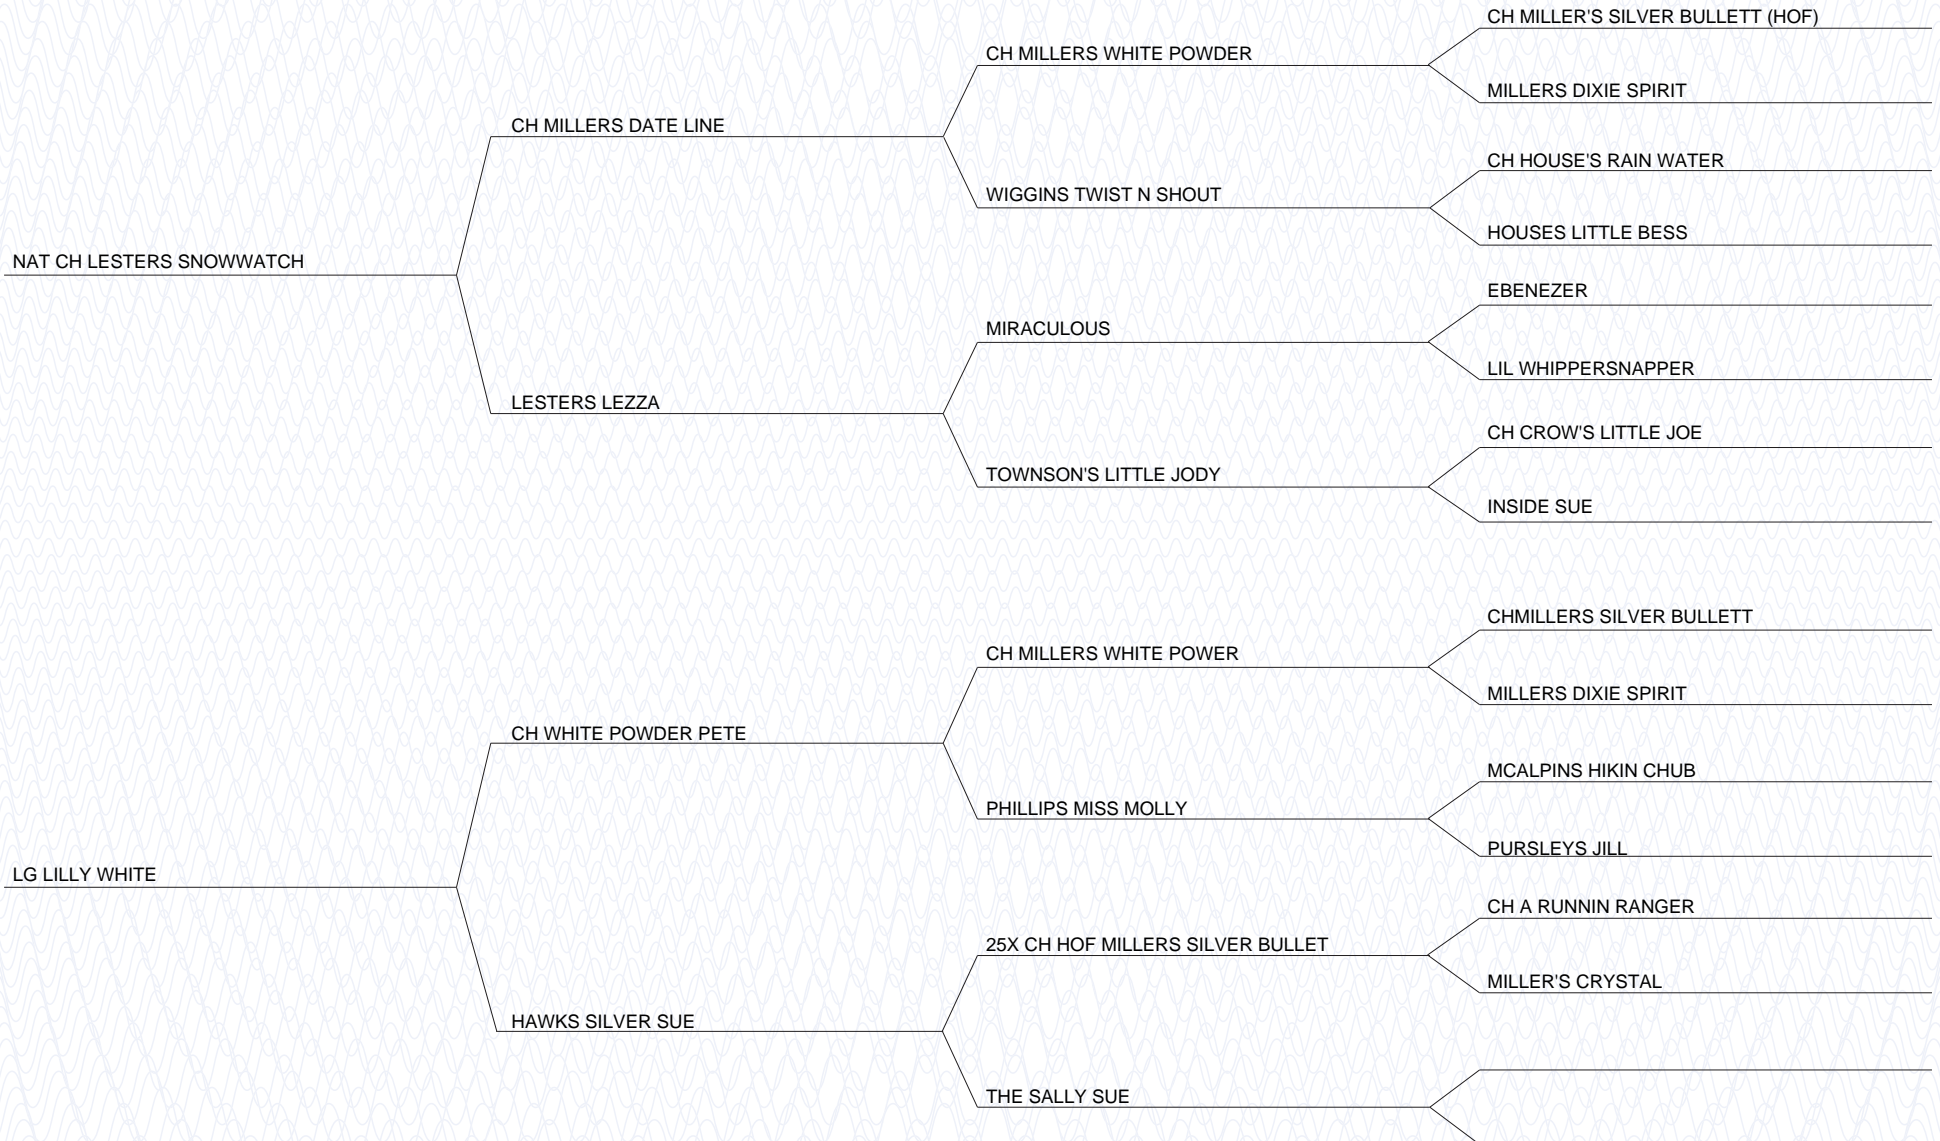 CH MILLER'S SILVER BULLETT (HOF)
CH MILLERS WHITE POWDER
MILLERS DIXIE SPIRIT
CH MILLERS DATE LINE
CH HOUSE'S RAIN WATER
WIGGINS TWIST N SHOUT
HOUSES LITTLE BESS
NAT CH LESTERS SNOWWATCH
EBENEZER
MIRACULOUS
LIL WHIPPERSNAPPER
LESTERS LEZZA
CH CROW'S LITTLE JOE
TOWNSON'S LITTLE JODY
INSIDE SUE
CHMILLERS SILVER BULLETT
CH MILLERS WHITE POWER
MILLERS DIXIE SPIRIT
CH WHITE POWDER PETE
MCALPINS HIKIN CHUB
PHILLIPS MISS MOLLY
PURSLEYS JILL
LG LILLY WHITE
CH A RUNNIN RANGER
25X CH HOF MILLERS SILVER BULLET
MILLER'S CRYSTAL
HAWKS SILVER SUE
THE SALLY SUE